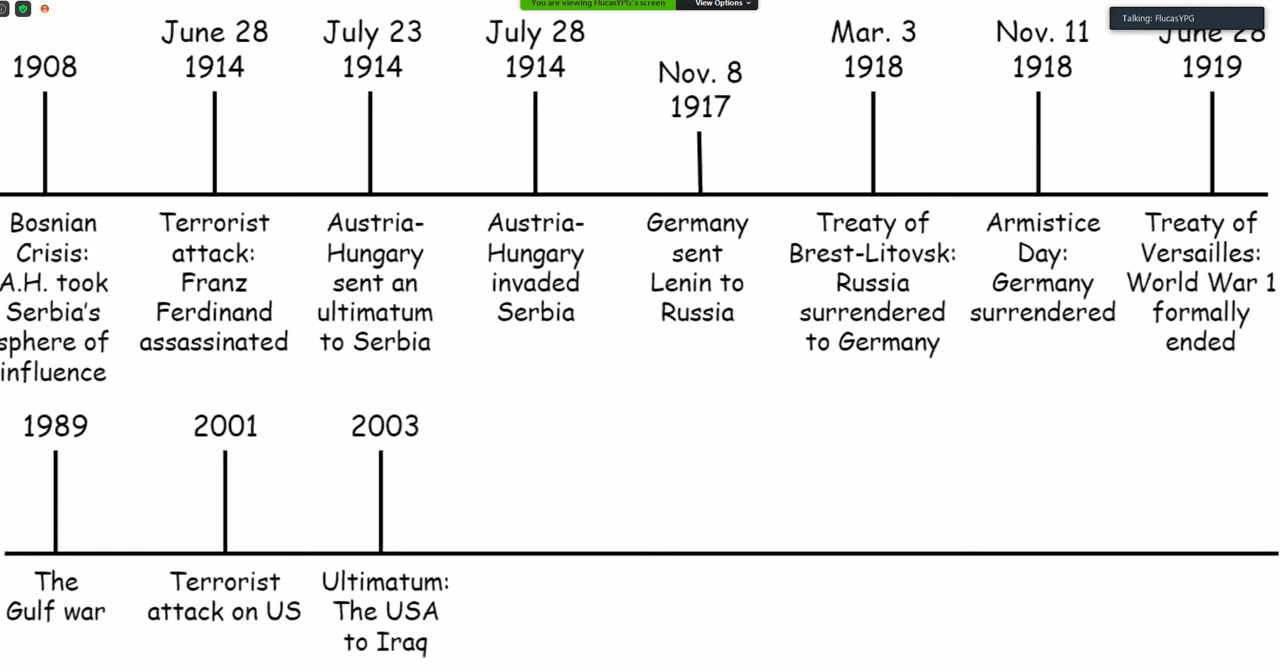 You are viewing FlucasYPG's screen
View Options
Talking: FlucasYPG
1908
June 28
1914
July 23
1914
July 28
1914
Nov. 8
1917
Mar. 3
1918
Nov. 11
1918
June 28
1919
Bosnian
Crisis:
A.H. took
Serbia's
sphere of
influence
Terrorist
attack:
Franz
Ferdinand
assassinated
Austria-
Hungary
sent an
ultimatum
to Serbia
Austria-
Hungary
invaded
Serbia
Germany
sent
Lenin to
Russia
Treaty of
Brest-Litovsk:
Russia
surrendered
to Germany
Armistice
Day:
Germany
surrendered
Treaty of
Versailles:
World War 1
formally
ended
1989
2001
2003
The
Gulf war
Terrorist
attack on US
Ultimatum:
The USA
to Iraq